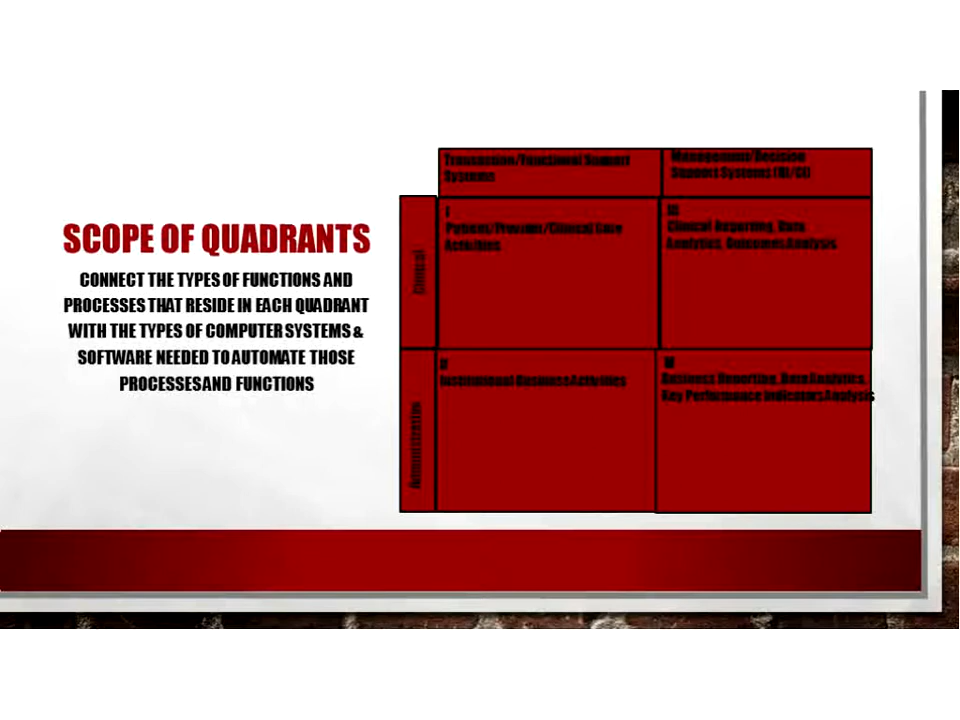 SCOPE OF QUADRANTS
CONNECT THE TYPES OF FUNCTIONS AND
PROCESSES THAT RESIDE IN EACH QUADRANT
WITH THE TYPES OF COMPUTER SYSTEMS &
SOFTWARE NEEDED TO AUTOMATE THOSE
PROCESSES AND FUNCTIONS
Transaction/Functional Support
Systems
Management/Decision
Support Systems (BI/CI)
Clinical
I
Patient/Provider/Clinical Care
Activities
III
Clinical Reporting, Data
Analytics, Outcomes Analysis
Administrative
II
Institutional Business Activities
Business Reporting, Data Analytics,
Key Performance Indicators Analysis